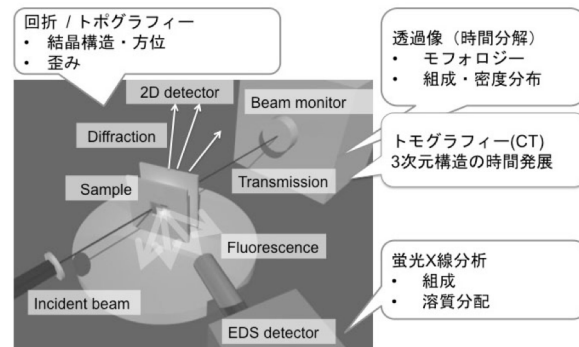 回折 / トポグラフィー
• 結晶構造・方位
• 歪み
透過像（時間分解）
• モフォロジー
• 組成・密度分布
2D detector
Beam monitor
Diffraction
トモグラフィー(CT)
3次元構造の時間発展
Sample
Transmission
Fluorescence
蛍光X線分析
• 組成
• 溶質分配
Incident beam
EDS detector